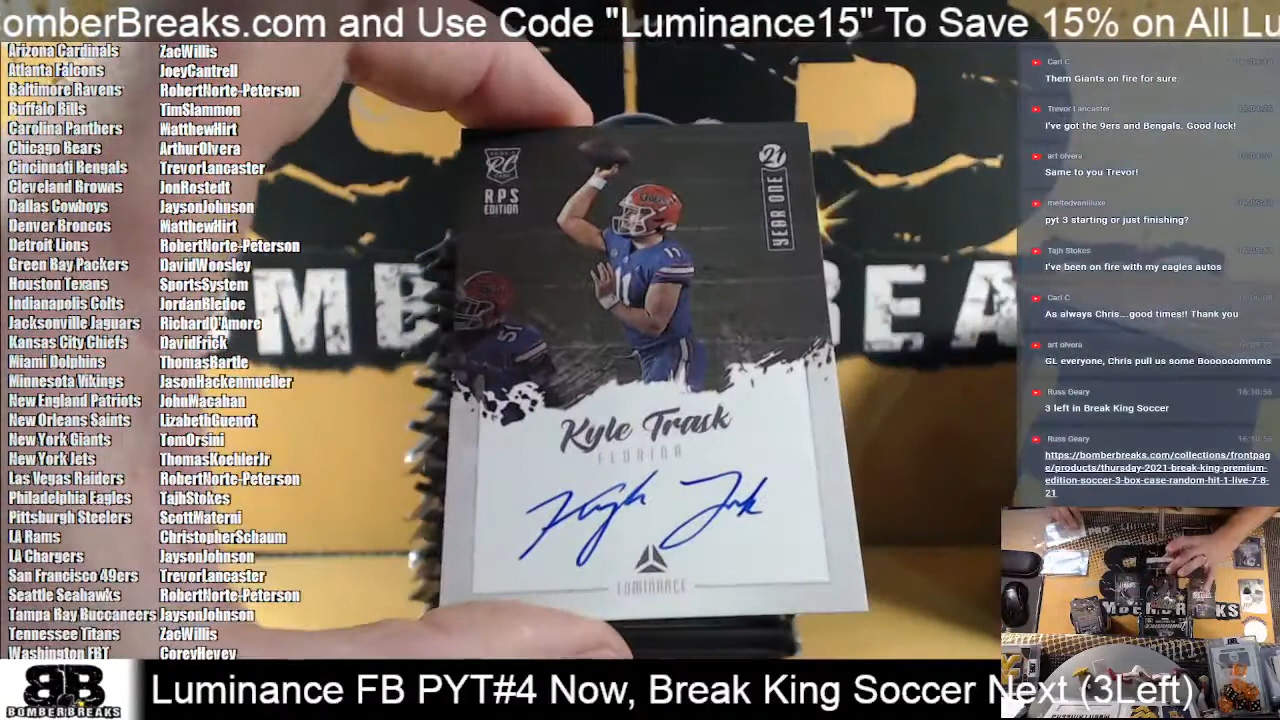 omberBreaks.com and Use Code "Luminance15" To Save 15% on All Lu
Arizona Cardinals ZacWillis
Atlanta Falcons JoeyCantrell
Baltimore Ravens RobertNorte-Peterson
Buffalo Bills TimSlammon
Carolina Panthers MatthewHirt
Chicago Bears ArthurOlvera
Cincinnati Bengals TrevorLancaster
Cleveland Browns JonRostedt
Dallas Cowboys JaysonJohnson
Denver Broncos MatthewHirt
Detroit Lions RobertNorte-Peterson
Green Bay Packers DavidWoosley
Houston Texans SportsSystem
Indianapolis Colts JordanBledoe
Jacksonville Jaguars RichardD'Amore
Kansas City Chiefs DavidFrick
Miami Dolphins ThomasBartle
Minnesota Vikings JasonHackenmueller
New England Patriots JohnMacahan
New Orleans Saints LizabethGuenot
New York Giants TomOrsini
New York Jets ThomasKoehlerJr
Las Vegas Raiders RobertNorte-Peterson
Philadelphia Eagles TajhStokes
Pittsburgh Steelers ScottMaterni
LA Rams ChristopherSchaum
LA Chargers JaysonJohnson
San Francisco 49ers TrevorLancaster
Seattle Seahawks RobertNorte-Peterson
Tampa Bay Buccaneers JaysonJohnson
Tennessee Titans ZacWillis
Washington FBT CoreyHevey
RC
RPS
EDITION
21
YEAR ONE
11
Kyle Trask
FLORIDA
LUMINANCE
Carl C
Them Giants on fire for sure
Trevor Lancaster
I've got the 9ers and Bengals. Good luck!
art olvera
Same to you Trevor!
meltedvanilluxe
pyt 3 starting or just finishing?
Tajh Stokes
I've been on fire with my eagles autos
Carl C
As always Chris...good times!! Thank you
art olvera
GL everyone, Chris pull us some Boooooommms
Russ Geary 16:10:56
3 left in Break King Soccer
Russ Geary 16:10:56
https://bomberbreaks.com/collections/frontpag
e/products/thursday-2021-break-king-premium-
edition-soccer-3-box-case-random-hit-1-live-7-8-
21
BB
BOMBERBREAKS
Luminance FB PYT#4 Now, Break King Soccer Next (3Left)